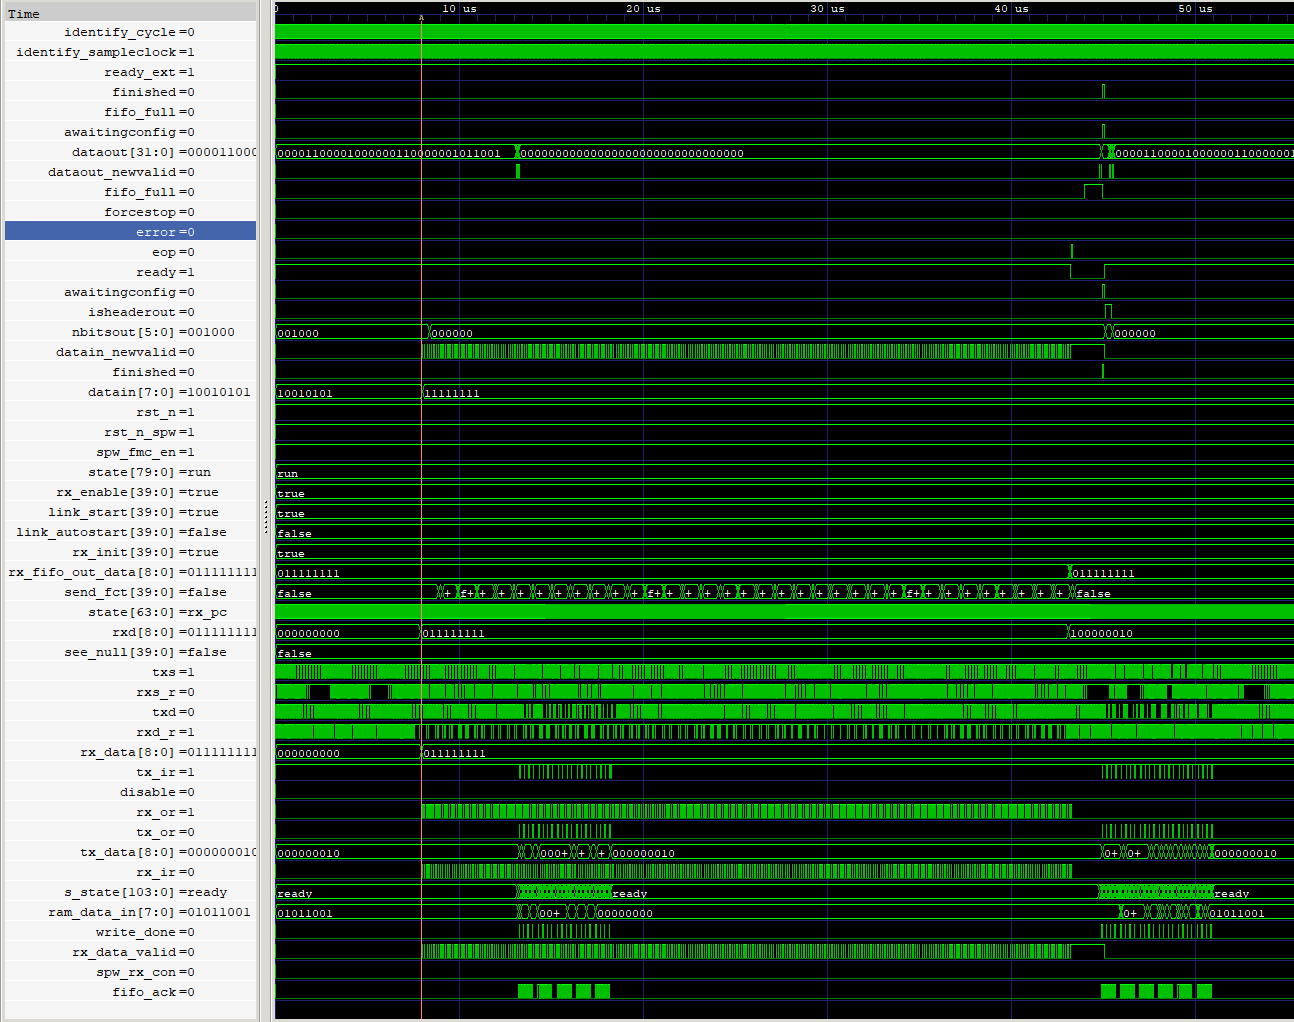 Time 0 10 us 20 us 30 us 40 us 50 us
identify_cycle=0
identify_sampleclock=1
ready_ext=1
finished=0
fifo_full=0
awaitingconfig=0
dataout[31:0]=000011000 00001100001000000110000001011001 00000000000000000000000000000000 0000110000100000011000001
dataout_newvalid=0
fifo_full=0
forcestop=0
error=0
eop=0
ready=1
awaitingconfig=0
isheaderout=0
nbitsout[5:0]=001000 001000 000000 000000
datain_newvalid=0
finished=0
datain[7:0]=10010101 10010101 11111111
rst_n=1
rst_n_spw=1
spw_fmc_en=1
state[79:0]=run run
rx_enable[39:0]=true true
link_start[39:0]=true true
link_autostart[39:0]=false false
rx_init[39:0]=true true
rx_fifo_out_data[8:0]=011111111 011111111 011111111
send_fct[39:0]=false false + f+ + + + + + + + + f+ + + + + + + + + + + + + f+ + + + + + + + false
state[63:0]=rx_pc
rxd[8:0]=011111111 000000000 011111111 100000010
see_null[39:0]=false false
txs=1
rxs_r=0
txd=0
rxd_r=1
rx_data[8:0]=011111111 000000000 011111111
tx_ir=1
disable=0
rx_or=1
tx_or=0
tx_data[8:0]=000000010 000000010 000+ + + 000000010 0+ 0+ 000000010
rx_ir=0
s_state[103:0]=ready ready ready ready
ram_data_in[7:0]=01011001 01011001 00+ 00000000 0+ 01011001
write_done=0
rx_data_valid=0
spw_rx_con=0
fifo_ack=0